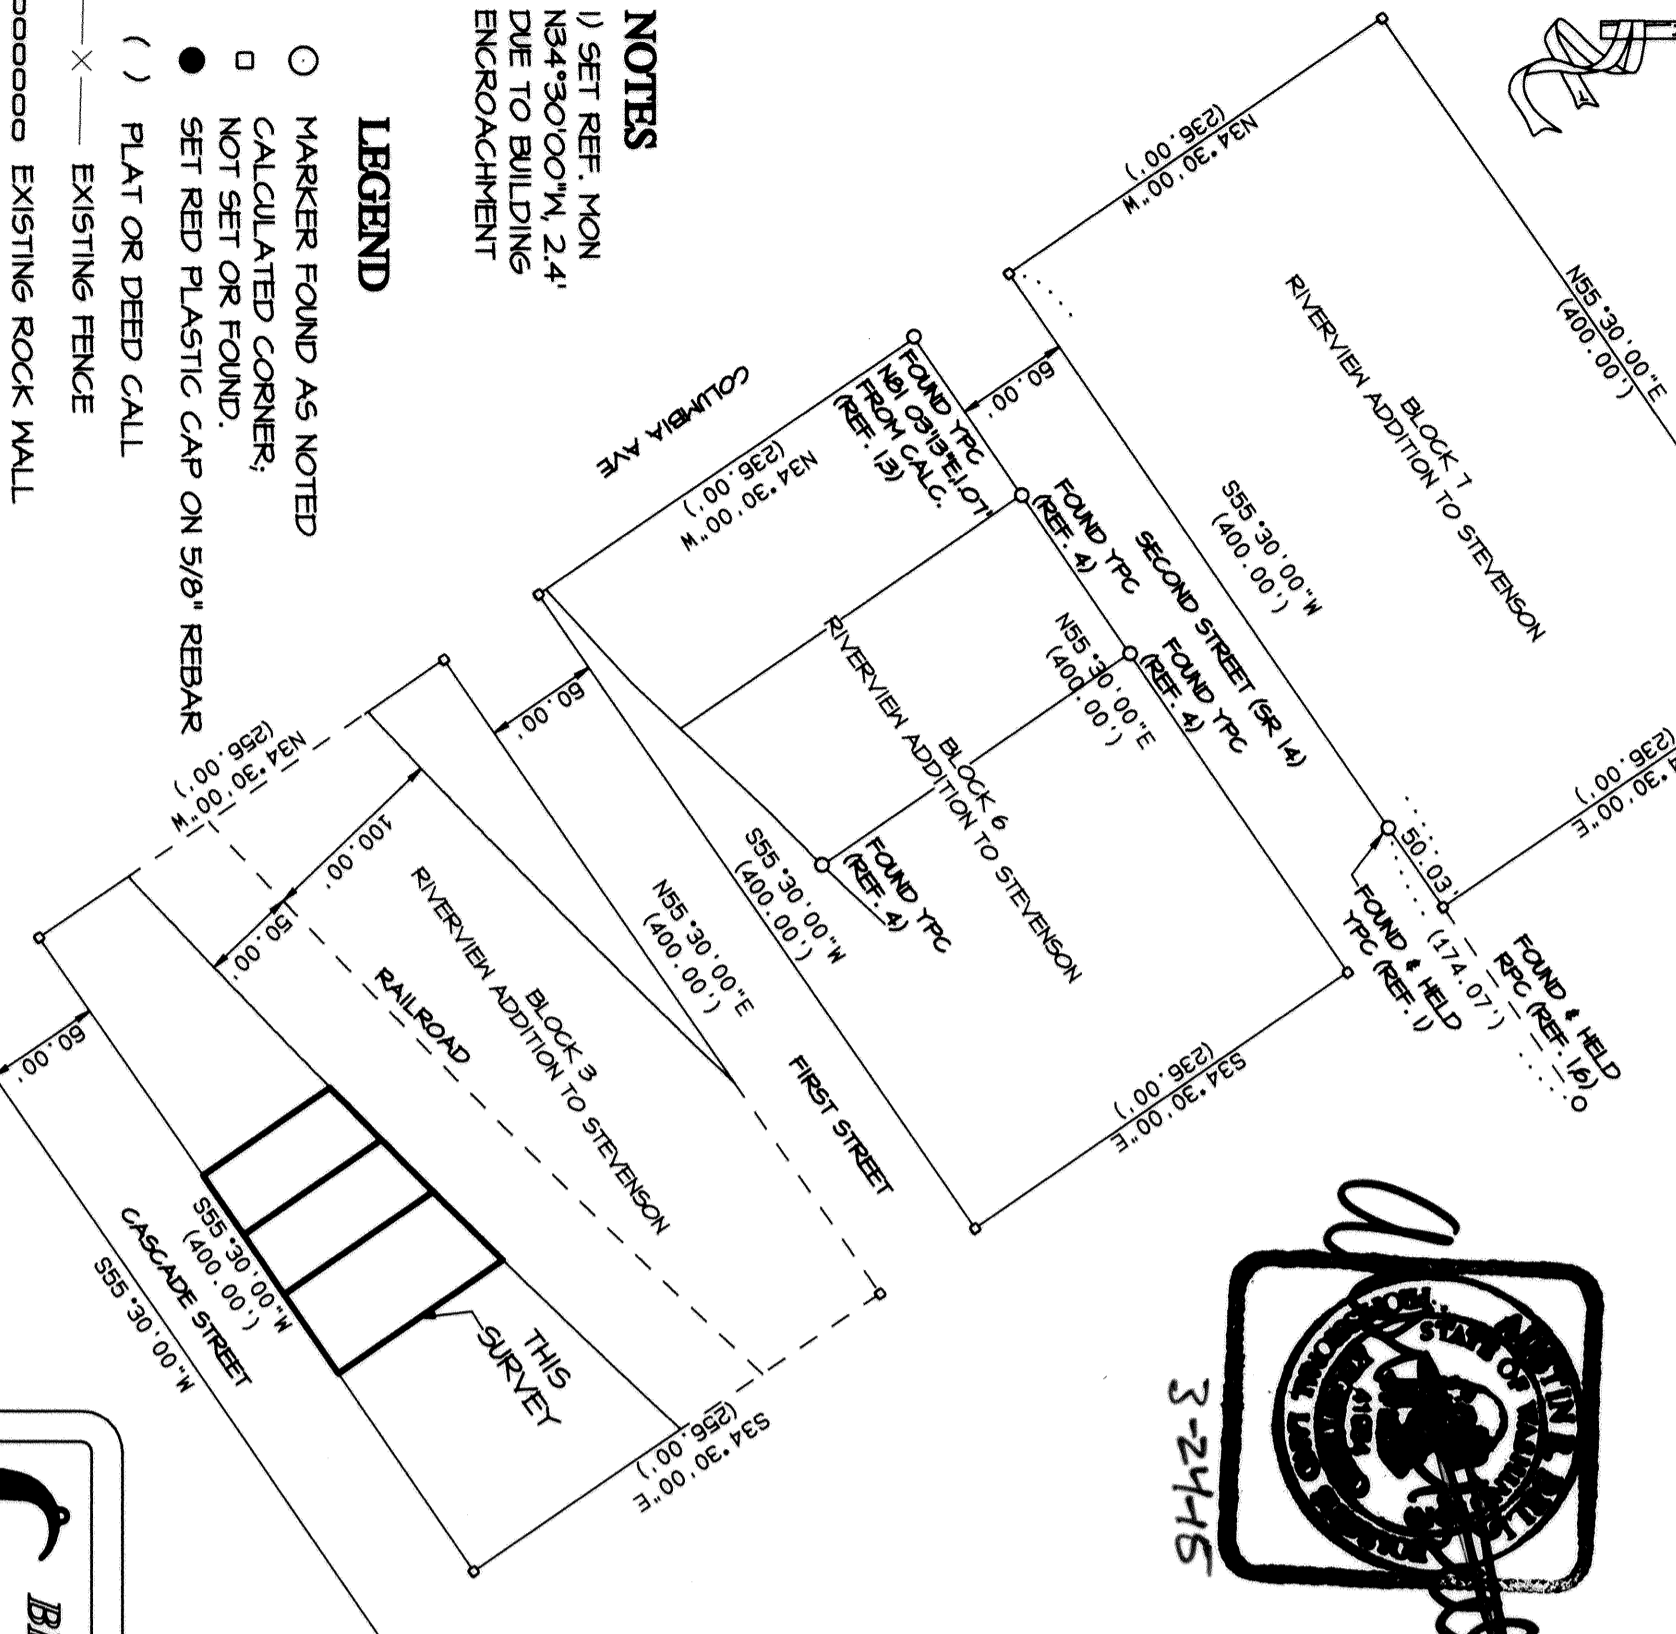 NOTES
1) SET REF. MON
N34°30'00"W, 2.4'
DUE TO BUILDING
ENCROACHMENT
LEGEND
MARKER FOUND AS NOTED
CALCULATED CORNER;
NOT SET OR FOUND.
SET RED PLASTIC CAP ON 5/8" REBAR
( ) PLAT OR DEED CALL
EXISTING FENCE
EXISTING ROCK WALL
N34°30'00"W
(236.00')
N55°30'00"E
(400.00')
BLOCK 7
RIVERVIEW ADDITION TO STEVENSON
S55°30'00"W
(400.00')
30'00"E
(236.00')
60.00'
SECOND STREET (SR 14)
50.03'
(174.07')
FOUND & HELD
YPC (REF. 1)
FOUND & HELD
RPC (REF. 16)
FOUND YPC
03'13"E,1.07'
FROM CALC.
(REF. 13)
FOUND YPC
(REF. 4)
FOUND YPC
(REF. 4)
COLUMBIA AVE
N34°30'00"W
(236.00')
N55°30'00"E
(400.00')
BLOCK 6
RIVERVIEW ADDITION TO STEVENSON
FOUND YPC
(REF. 4)
S55°30'00"W
(400.00')
S34°30'00"E
(236.00')
60.00'
FIRST STREET
N55°30'00"E
(400.00')
N34°30'00"W
(256.00')
100.00'
50.00'
RAILROAD
BLOCK 3
RIVERVIEW ADDITION TO STEVENSON
S34°30'00"E
(256.00')
THIS
SURVEY
S55°30'00"W
(400.00')
CASCADE STREET
S55°30'00"W
60.00'
STATE OF
LAND
3-24-15